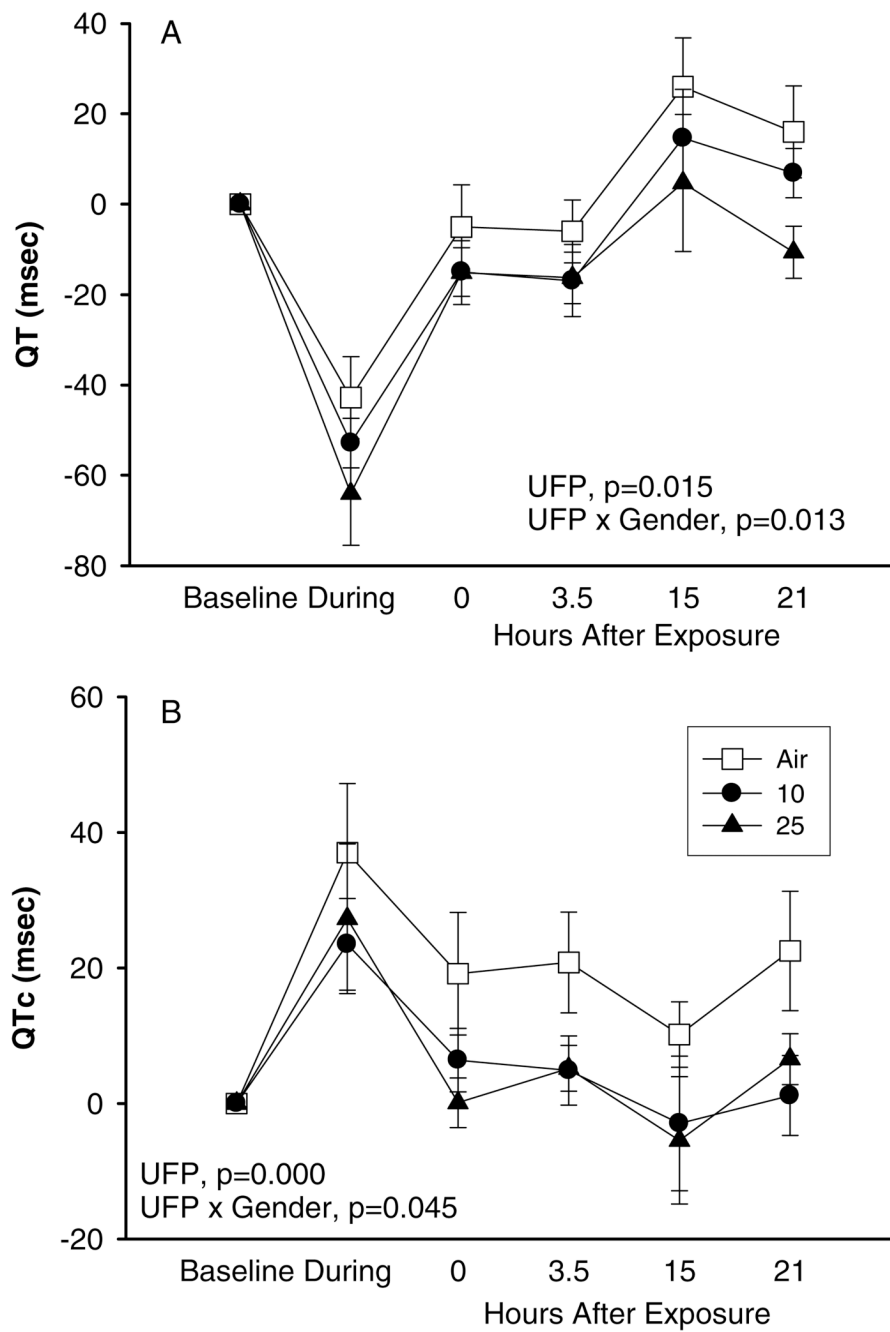 A
40
20
0
-20
-40
-60
-80
QT (msec)
UFP, p=0.015
UFP x Gender, p=0.013
Baseline During 0 3.5 15 21
Hours After Exposure
B
60
40
20
0
-20
QTc (msec)
Air
10
25
UFP, p=0.000
UFP x Gender, p=0.045
Baseline During 0 3.5 15 21
Hours After Exposure